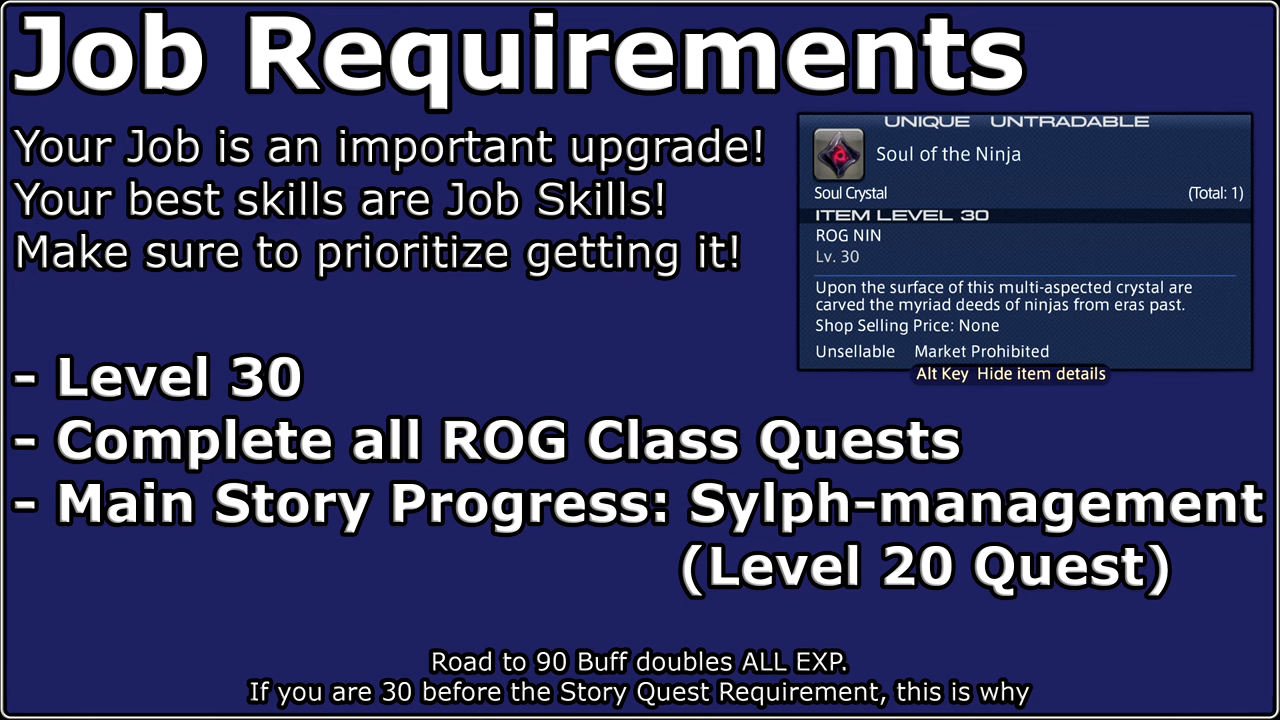 Job Requirements
Your Job is an important upgrade!
Your best skills are Job Skills!
Make sure to prioritize getting it!
UNIQUE UNTRADABLE
Soul of the Ninja
Soul Crystal (Total: 1)
ITEM LEVEL 30
ROG NIN
Lv. 30
Upon the surface of this multi-aspected crystal are
carved the myriad deeds of ninjas from eras past.
Shop Selling Price: None
Unsellable Market Prohibited
Alt Key Hide item details
- Level 30
- Complete all ROG Class Quests
- Main Story Progress: Sylph-management
(Level 20 Quest)
Road to 90 Buff doubles ALL EXP.
If you are 30 before the Story Quest Requirement, this is why